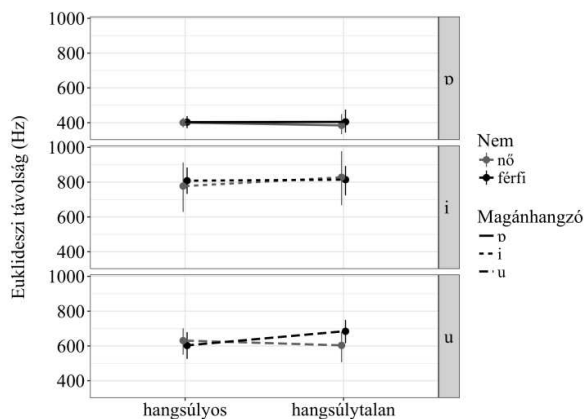 Euklideszi távolság (Hz)
1000
800
600
400
ɒ
1000
800
600
400
i
1000
800
600
400
u
hangsúlyos hangsúlytalan
Nem
nő
férfi
Magánhangzó
ɒ
i
u